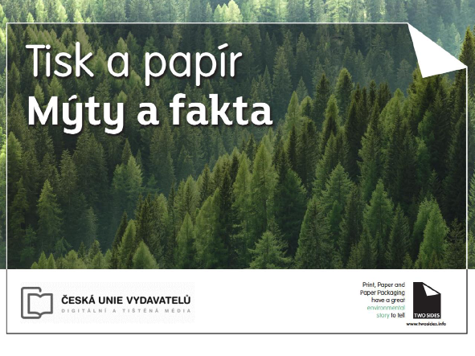 Tisk a papír
Mýty a fakta
ČESKÁ UNIE VYDAVATELŮ
DIGITÁLNÍ A TIŠTĚNÁ MÉDIA
Print, Paper and
Paper Packaging
have a great
environmental
story to tell
TWO SIDES
www.twosides.info